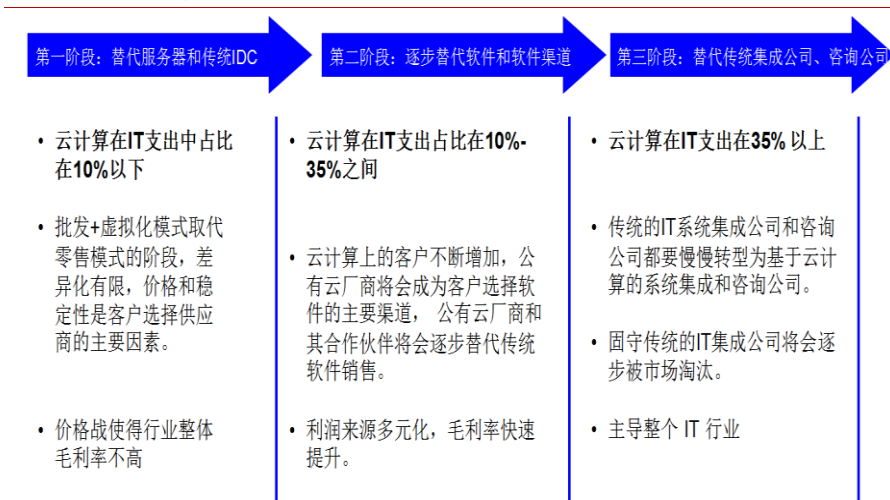 第一阶段：替代服务器和传统IDC
第二阶段：逐步替代软件和软件渠道
第三阶段：替代传统集成公司、咨询公司
• 云计算在IT支出中占比
在10%以下
• 批发+虚拟化模式取代
零售模式的阶段，差
异化有限，价格和稳
定性是客户选择供应
商的主要因素。
• 价格战使得行业整体
毛利率不高
• 云计算在IT支出占比在10%-
35%之间
• 云计算上的客户不断增加，公
有云厂商将会成为客户选择软
件的主要渠道， 公有云厂商和
其合作伙伴将会逐步替代传统
软件销售。
• 利润来源多元化，毛利率快速
提升。
• 云计算在IT支出在35% 以上
• 传统的IT系统集成公司和咨询
公司都要慢慢转型为基于云计
算的系统集成和咨询公司。
• 固守传统的IT集成公司将会逐
步被市场淘汰。
• 主导整个 IT 行业